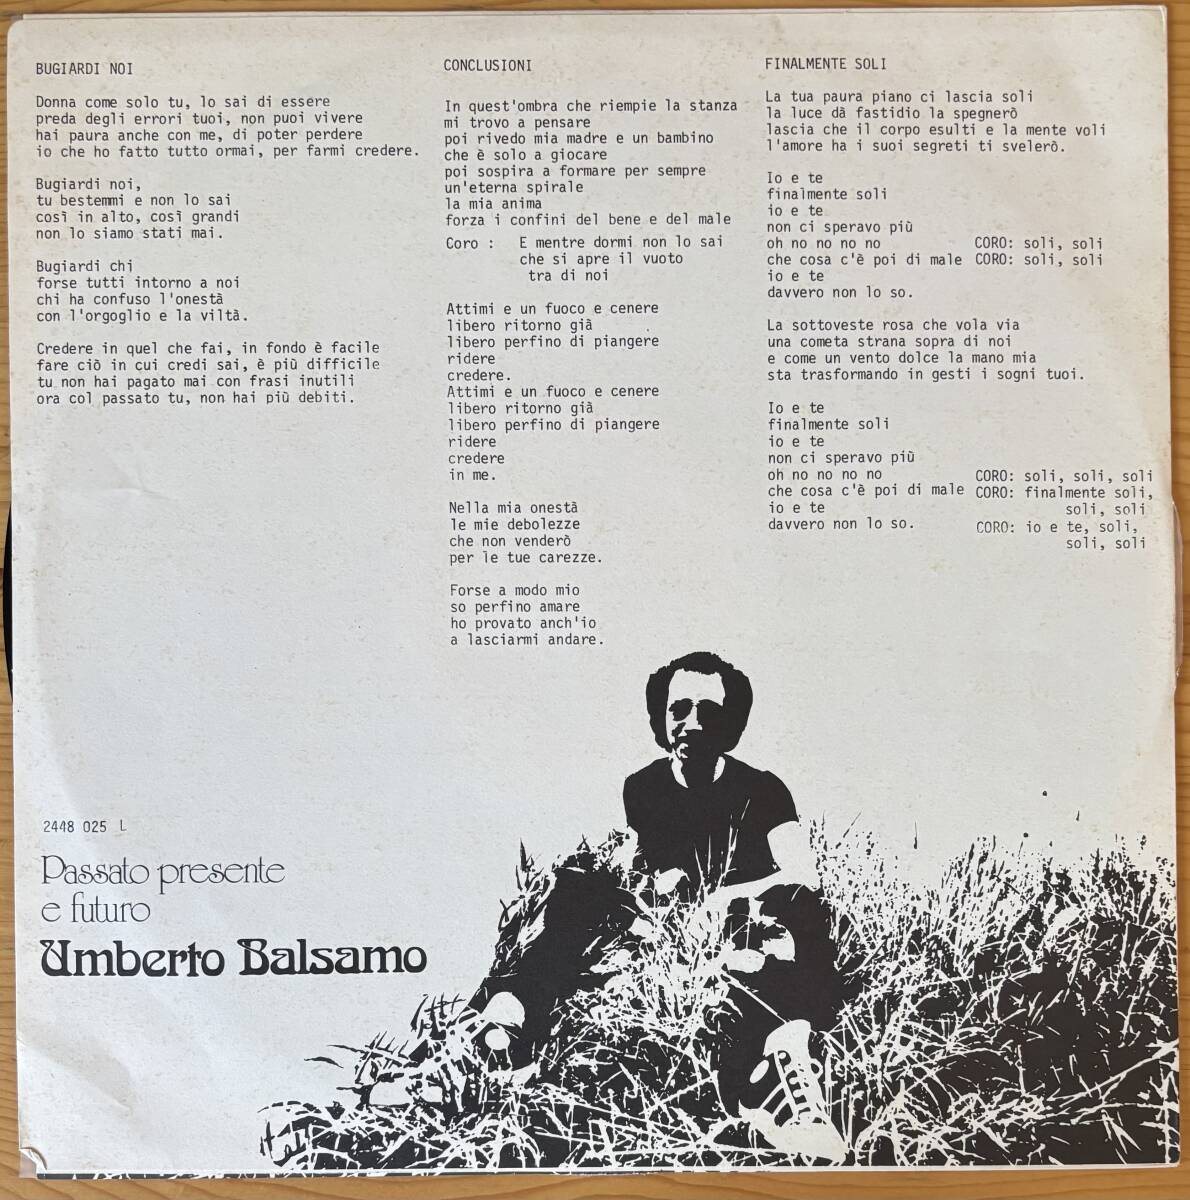 BUGIARDI NOI
Donna come solo tu, lo sai di essere
preda degli errori tuoi, non puoi vivere
hai paura anche con me, di poter perdere
io che ho fatto tutto ormai, per farmi credere.
Bugiardi noi,
tu bestemmi e non lo sai
così in alto, così grandi
non lo siamo stati mai.
Bugiardi chi
forse tutti intorno a noi
chi ha confuso l'onestà
con l'orgoglio e la viltà.
Credere in quel che fai, in fondo è facile
fare ciò in cui credi sai, è più difficile
tu non hai pagato mai con frasi inutili
ora col passato tu, non hai più debiti.
CONCLUSIONI
In quest'ombra che riempie la stanza
mi trovo a pensare
poi rivedo mia madre e un bambino
che è solo a giocare
poi sospira a formare per sempre
un'eterna spirale
la mia anima
forza i confini del bene e del male
Coro : E mentre dormi non lo sai
che si apre il vuoto
tra di noi
Attimi e un fuoco e cenere
libero ritorno già
libero perfino di piangere
ridere
credere.
Attimi e un fuoco e cenere
libero ritorno già
libero perfino di piangere
ridere
credere
in me.
Nella mia onestà
le mie debolezze
che non venderò
per le tue carezze.
Forse a modo mio
so perfino amare
ho provato anch'io
a lasciarmi andare.
FINALMENTE SOLI
La tua paura piano ci lascia soli
la luce dà fastidio la spegnerò
lascia che il corpo esulti e la mente voli
l'amore ha i suoi segreti ti svelerò.
Io e te
finalmente soli
io e te
non ci speravo più
oh no no no no CORO: soli, soli
che cosa c'è poi di male CORO: soli, soli
io e te
davvero non lo so.
La sottoveste rosa che vola via
una cometa strana sopra di noi
e come un vento dolce la mano mia
sta trasformando in gesti i sogni tuoi.
Io e te
finalmente soli
io e te
non ci speravo più
oh no no no no CORO: soli, soli, soli
che cosa c'è poi di male CORO: finalmente soli,
io e te soli, soli
davvero non lo so. CORO: io e te, soli,
soli, soli
2448 025 L
Passato presente
e futuro
Umberto Balsamo